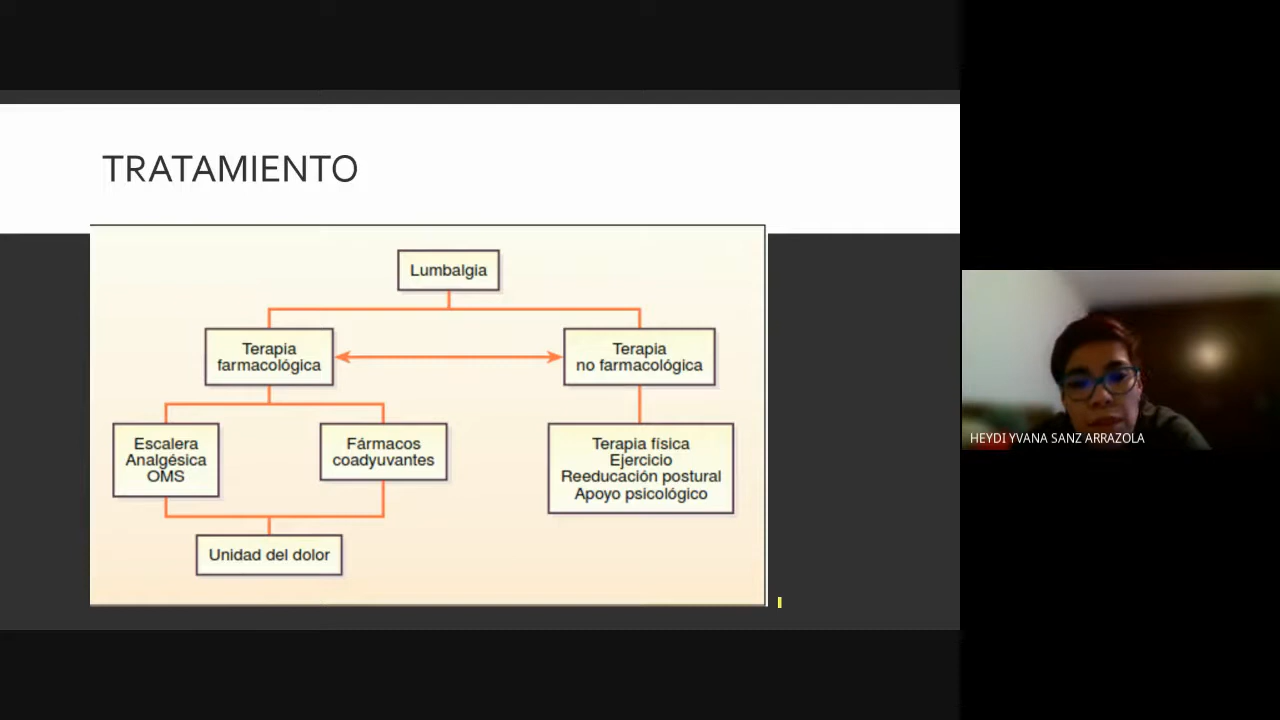 TRATAMIENTO
Lumbalgia
Terapia
farmacológica
Terapia
no farmacológica
Escalera
Analgésica
OMS
Fármacos
coadyuvantes
Terapia física
Ejercicio
Reeducación postural
Apoyo psicológico
Unidad del dolor
HEYDI YVANA SANZ ARRAZOLA